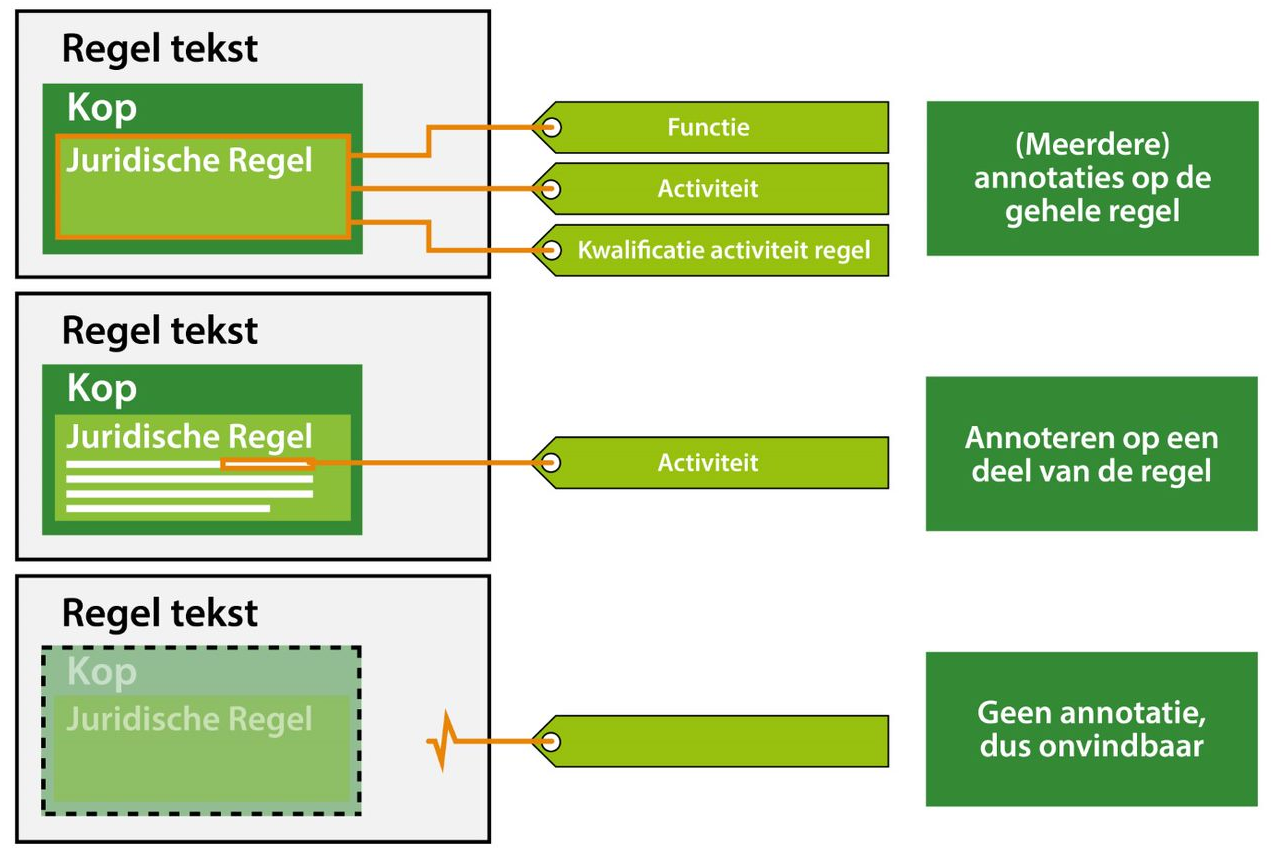 Regel tekst
Kop
Juridische Regel
Functie
Activiteit
Kwalificatie activiteit regel
(Meerdere)
annotaties op de
gehele regel
Regel tekst
Kop
Juridische Regel
Activiteit
Annoteren op een
deel van de regel
Regel tekst
Kop
Juridische Regel
Geen annotatie,
dus onvindbaar